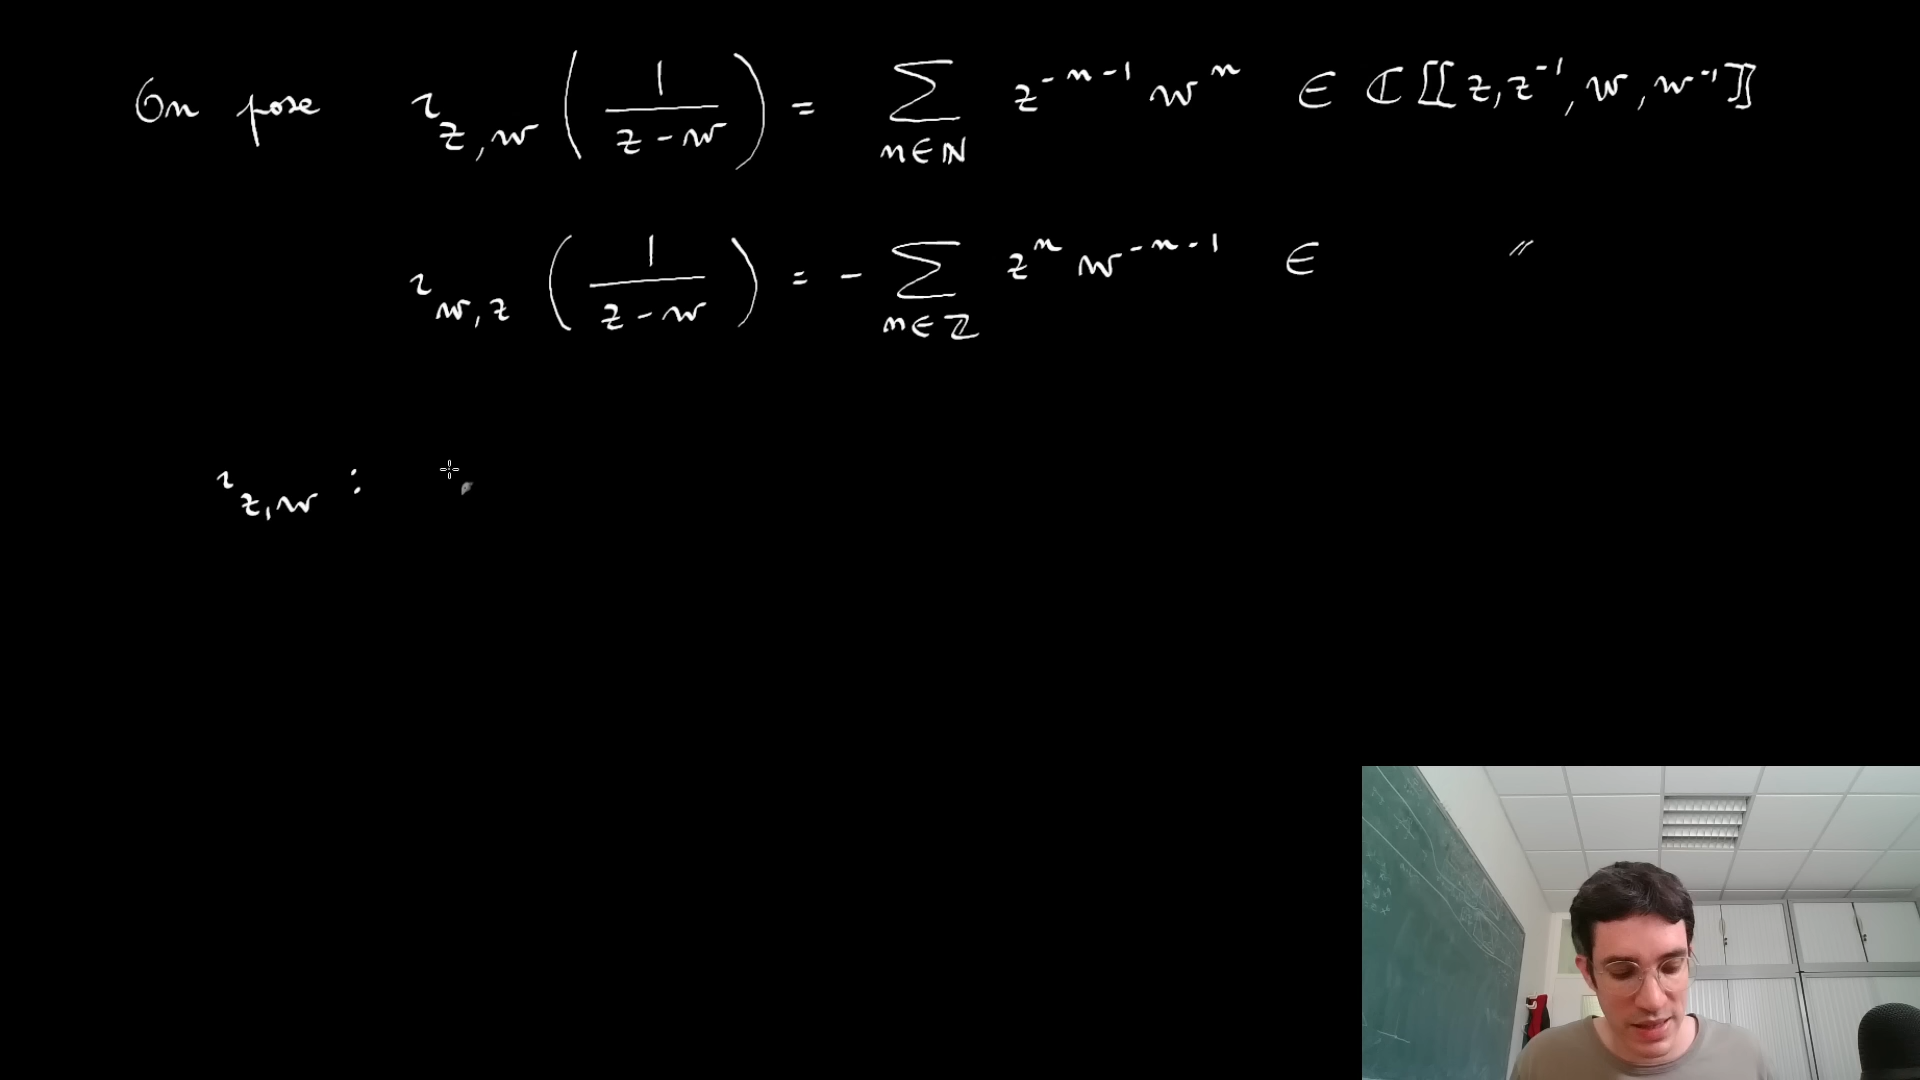 On pose ι_{z,w} ( 1/(z-w) ) = ∑_{n∈ℕ} z^{-n-1} w^n ∈ ℂ[[z,z^{-1},w,w^{-1}]]
ι_{w,z} ( 1/(z-w) ) = - ∑_{n∈ℤ} z^n w^{-n-1} ∈ "
ι_{z,w} :